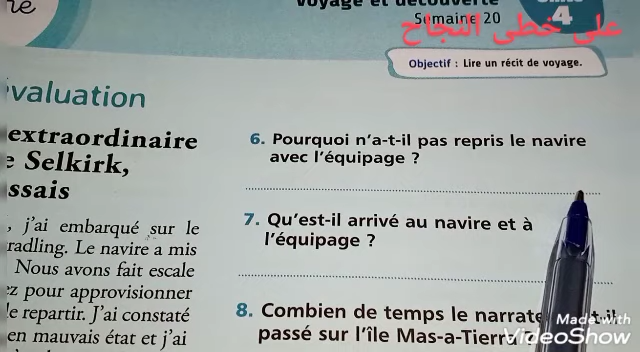 Voyage et découverte
Semaine 20
4
على خطى النجاح
Objectif : Lire un récit de voyage.
valuation
extraordinaire
e Selkirk,
ssais
, j'ai embarqué sur le
radling. Le navire a mis
Nous avons fait escale
ez pour approvisionner
le repartir. J'ai constaté
en mauvais état et j'ai
6. Pourquoi n'a-t-il pas repris le navire
avec l'équipage ?
7. Qu'est-il arrivé au navire et à
l'équipage ?
8. Combien de temps le narrate t-il
passé sur l'île Mas-a-Tierr
Made with
VideoShow